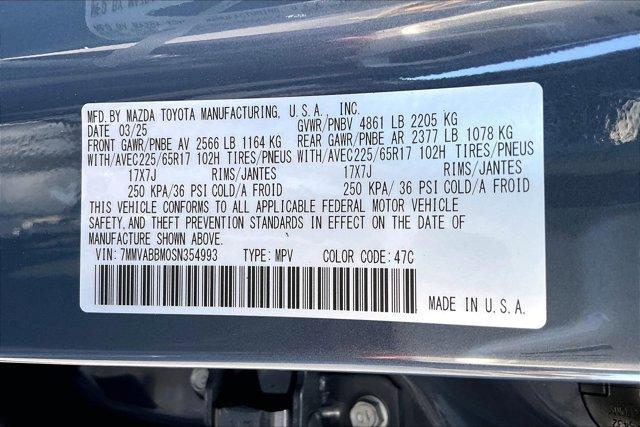 MFD. BY MAZDA TOYOTA MANUFACTURING, U.S.A. INC.
DATE 03/25 GVWR/PNBV 4861 LB 2205 KG
FRONT GAWR/PNBE AV 2566 LB 1164 KG REAR GAWR/PNBE AR 2377 LB 1078 KG
WITH/AVEC225/65R17 102H TIRES/PNEUS WITH/AVEC225/65R17 102H TIRES/PNEUS
17X7J RIMS/JANTES 17X7J RIMS/JANTES
250 KPA/36 PSI COLD/A FROID 250 KPA/ 36 PSI COLD/A FROID
THIS VEHICLE CONFORMS TO ALL APPLICABLE FEDERAL MOTOR VEHICLE
SAFETY, AND THEFT PREVENTION STANDARDS IN EFFECT ON THE DATE OF
MANUFACTURE SHOWN ABOVE.
VIN: 7MMVABBM0SN354993 TYPE: MPV COLOR CODE: 47C
MADE IN U.S.A.